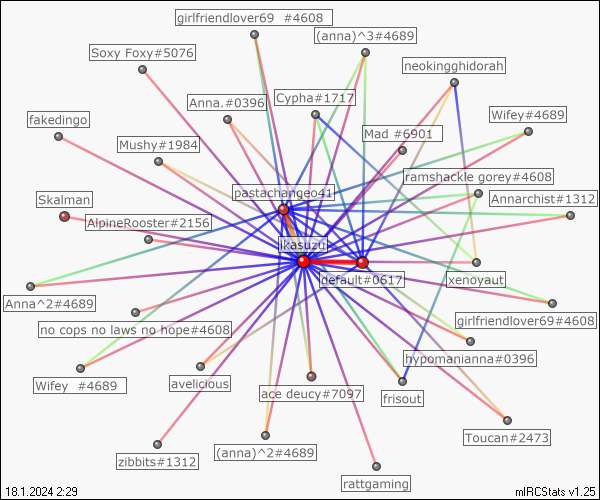 girlfriendlover69  #4608
(anna)^3#4689
Soxy Foxy#5076
neokingghidorah
Anna.#0396
Cypha#1717
Wifey#4689
fakedingo
Mad #6901
Mushy#1984
ramshackle gorey#4608
pastachangeo41
Skalman
Annarchist#1312
AlpineRooster#2156
ikasuzu
default#0617
xenoyaut
Anna^2#4689
girlfriendlover69#4608
no cops no laws no hope#4608
hypomanianna#0396
Wifey  #4689
avelicious
ace deucy#7097
frisout
Toucan#2473
zibbits#1312
(anna)^2#4689
rattgaming
18.1.2024 2:29
mIRCStats v1.25